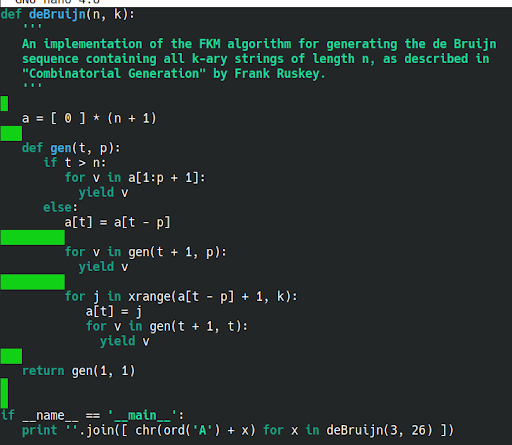 GNU nano 4.8
def deBruijn(n, k):
'''
An implementation of the FKM algorithm for generating the de Bruijn
sequence containing all k-ary strings of length n, as described in
"Combinatorial Generation" by Frank Ruskey.
'''
a = [ 0 ] * (n + 1)
def gen(t, p):
if t > n:
for v in a[1:p + 1]:
yield v
else:
a[t] = a[t - p]
for v in gen(t + 1, p):
yield v
for j in xrange(a[t - p] + 1, k):
a[t] = j
for v in gen(t + 1, t):
yield v
return gen(1, 1)
if __name__ == '__main__':
print ''.join([ chr(ord('A') + x) for x in deBruijn(3, 26) ])